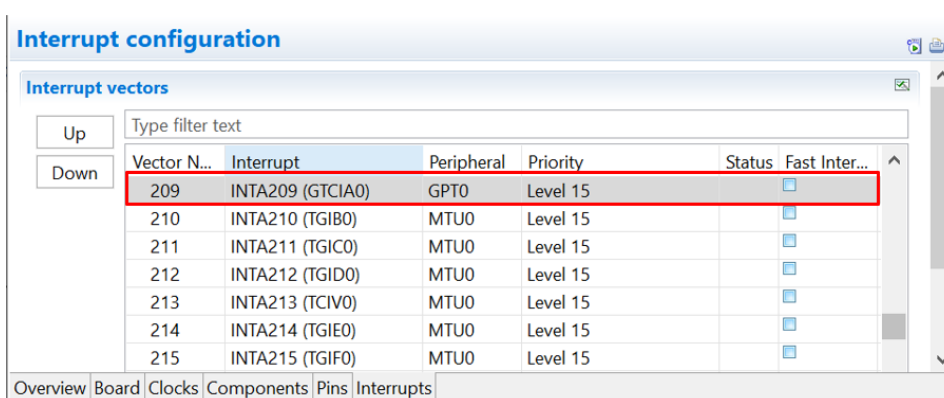 Interrupt configuration
Interrupt vectors
Up
Down
Type filter text
Vector N... Interrupt Peripheral Priority Status Fast Inter...
209 INTA209 (GTCIA0) GPT0 Level 15
210 INTA210 (TGIB0) MTU0 Level 15
211 INTA211 (TGIC0) MTU0 Level 15
212 INTA212 (TGID0) MTU0 Level 15
213 INTA213 (TCIV0) MTU0 Level 15
214 INTA214 (TGIE0) MTU0 Level 15
215 INTA215 (TGIF0) MTU0 Level 15
Overview Board Clocks Components Pins Interrupts